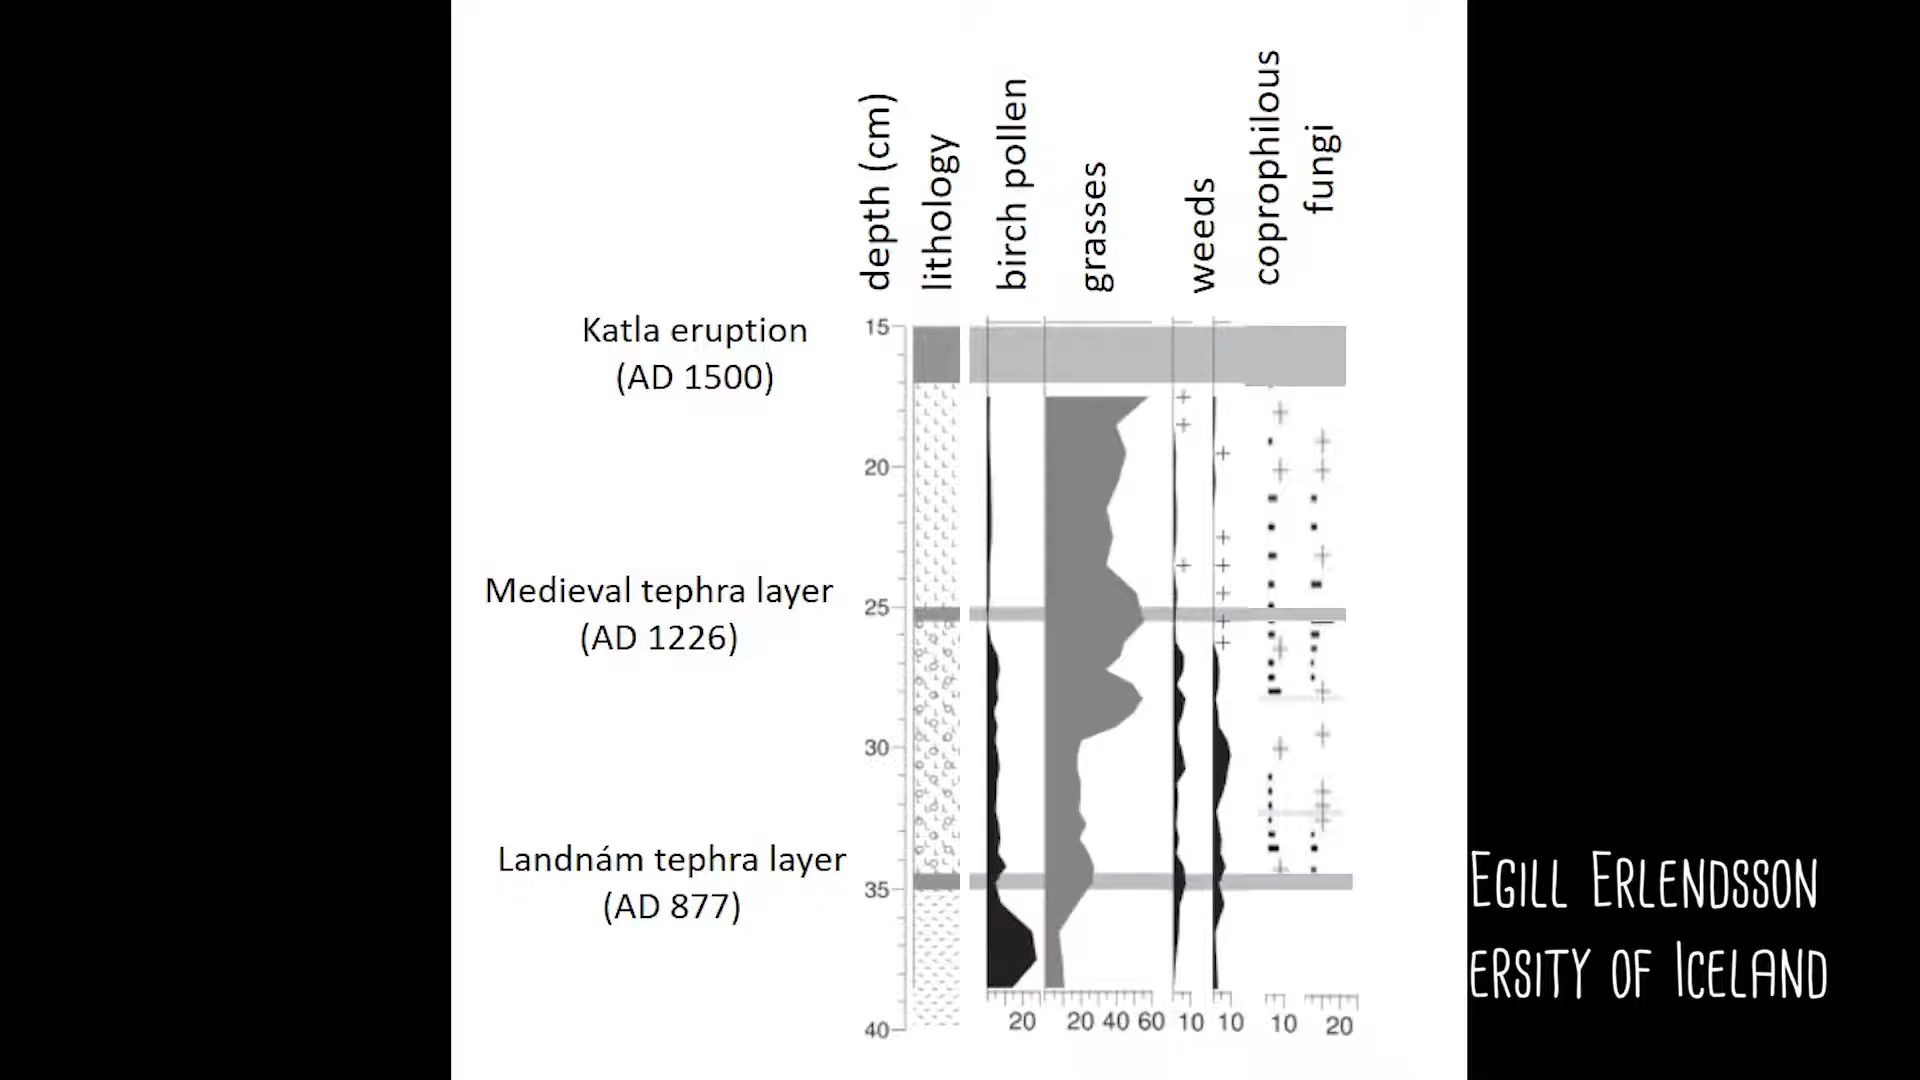 depth (cm)
lithology
birch pollen
grasses
weeds
coprophilous
fungi
Katla eruption
(AD 1500)
Medieval tephra layer
(AD 1226)
Landnám tephra layer
(AD 877)
15
20
25
30
35
40
20
20 40 60
10
10
10
20
EGILL ERLENDSSON
ERSITY OF ICELAND